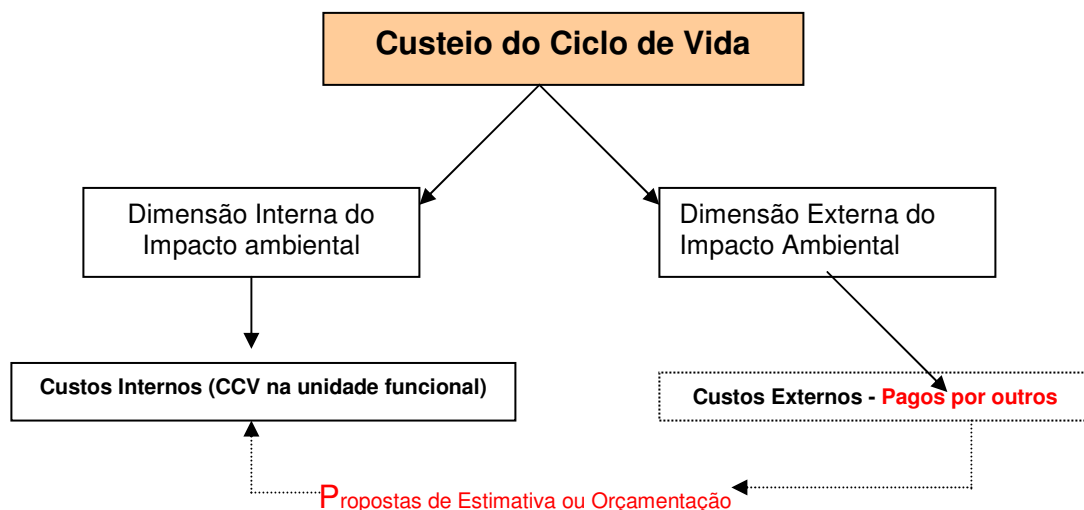 Custeio do Ciclo de Vida
Dimensão Interna do
Impacto ambiental
Dimensão Externa do
Impacto Ambiental
Custos Internos (CCV na unidade funcional)
Custos Externos - Pagos por outros
Propostas de Estimativa ou Orçamentação